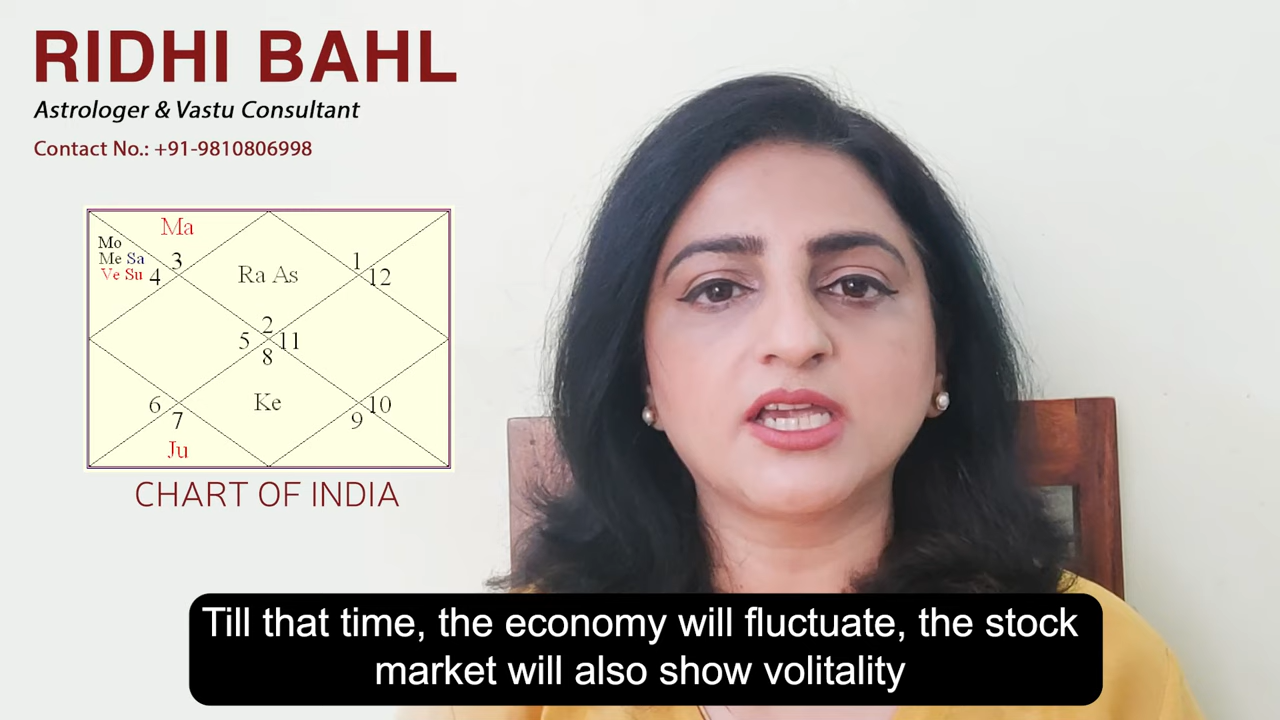 RIDHI BAHL
Astrologer & Vastu Consultant
Contact No.: +91-9810806998
Ma
Mo
Me Sa
Ve Su
3
4
Ra As
1
12
2
5
11
8
6
7
Ke
10
9
Ju
CHART OF INDIA
Till that time, the economy will fluctuate, the stock
market will also show volitality